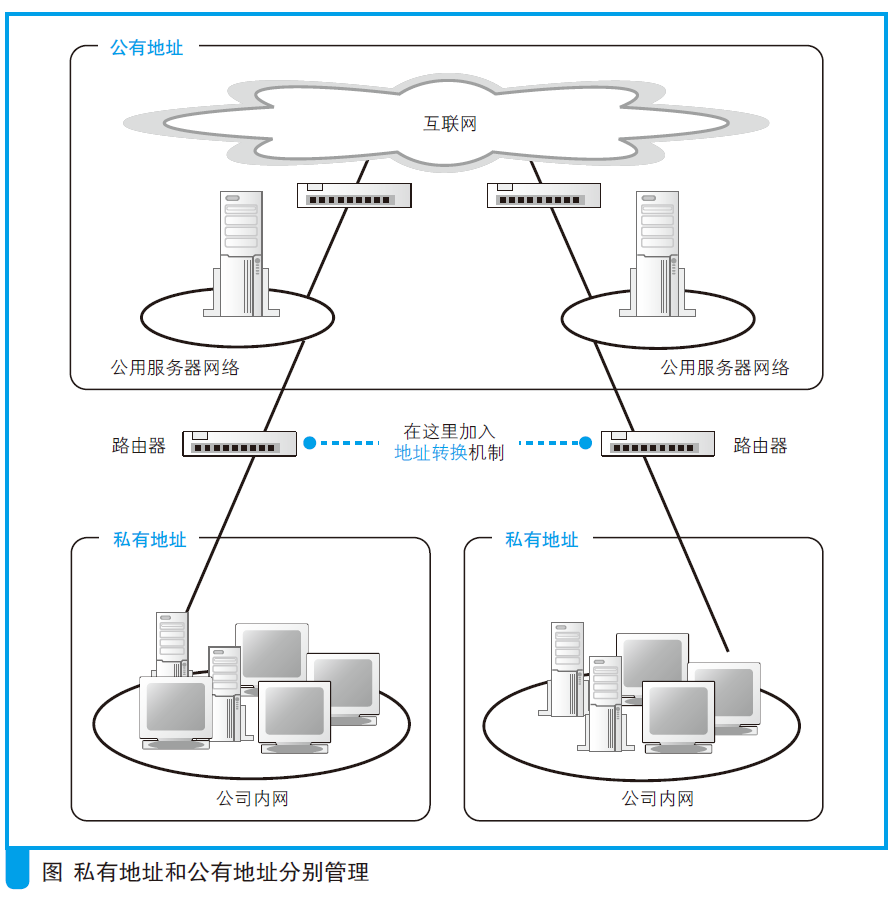 公有地址
互联网
公用服务器网络
公用服务器网络
路由器
在这里加入
地址转换机制
路由器
私有地址
私有地址
公司内网
公司内网
图 私有地址和公有地址分别管理